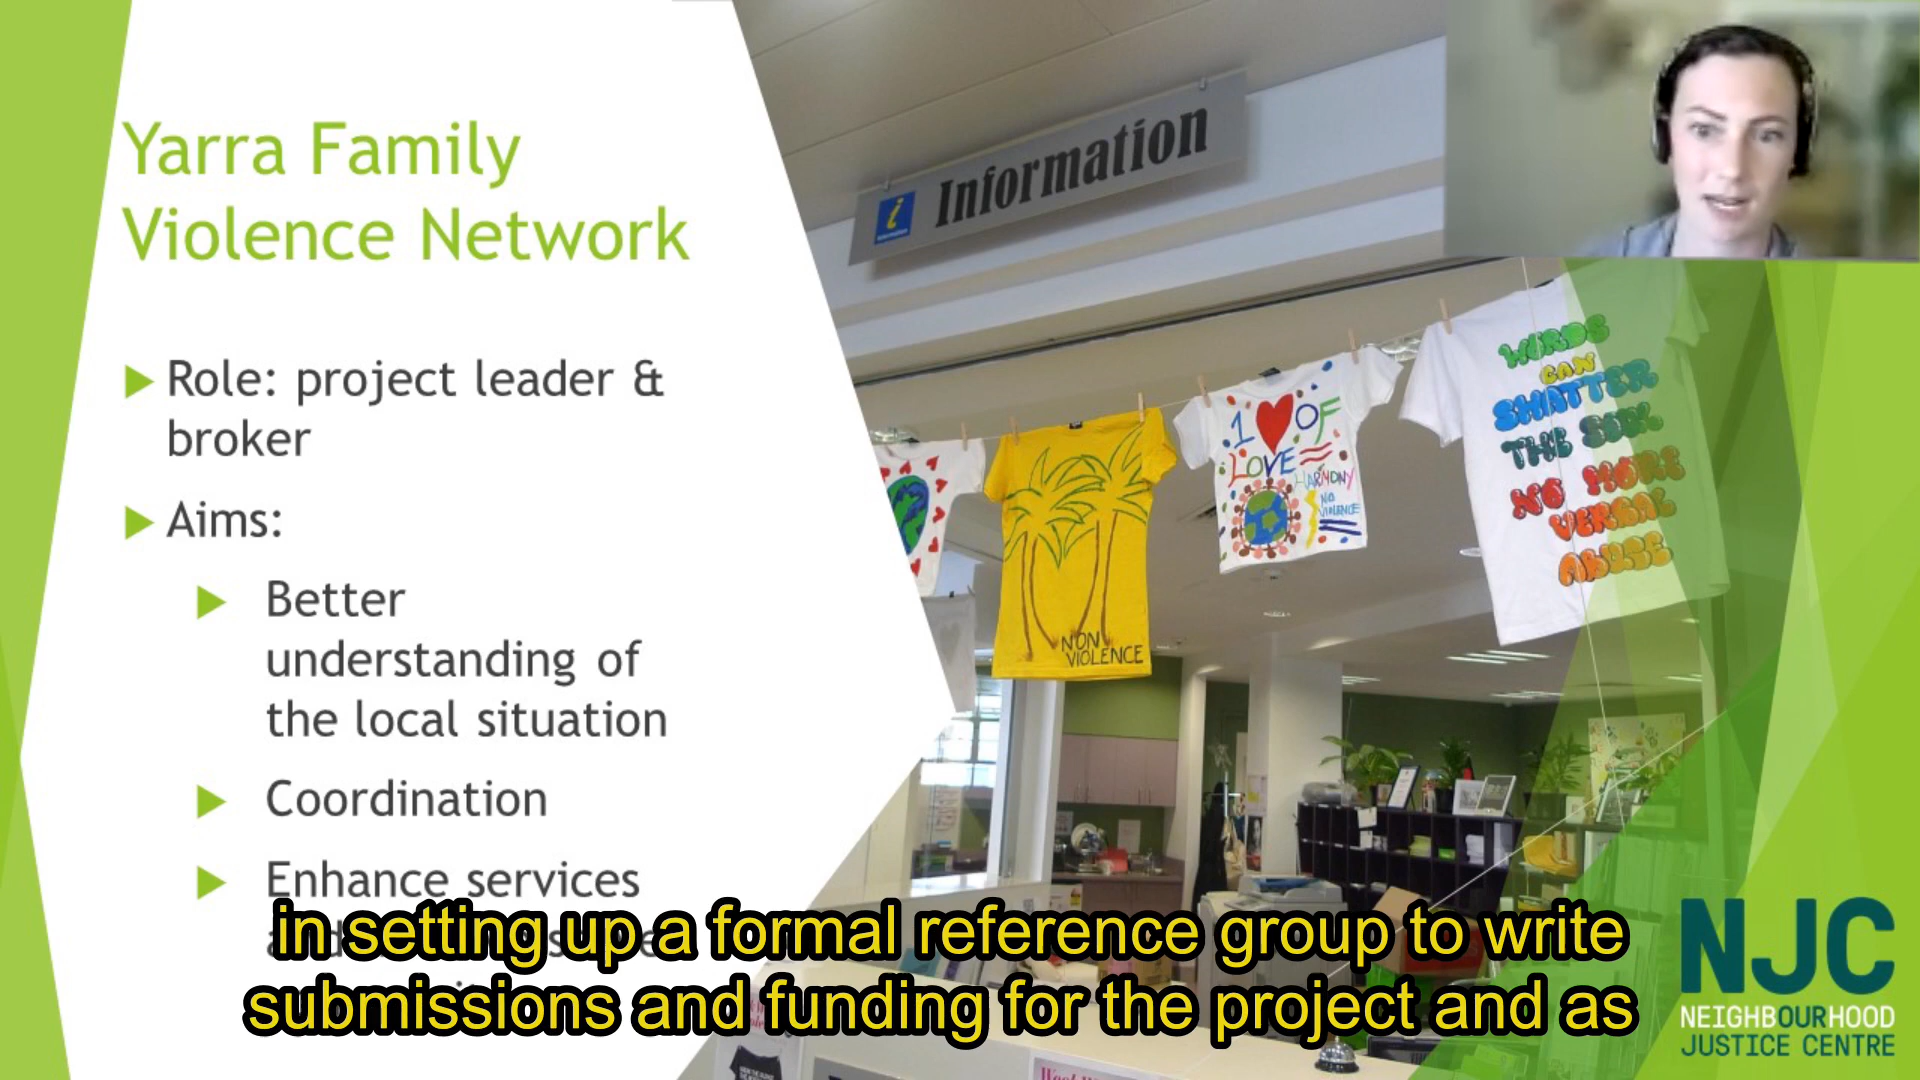 Yarra Family
Violence Network
Role: project leader &
broker
Aims:
Better
understanding of
the local situation
Coordination
Enhance services
i Information
1 ♥ OF
LOVE =
HARMONY
NO
VIOLENCE
NON
VIOLENCE
WORDS
CAN
SHATTER
THE SOUL
NO MORE
VERBAL
ABUSE
in setting up a formal reference group to write
submissions and funding for the project and as
NJC
NEIGHBOURHOOD
JUSTICE CENTRE